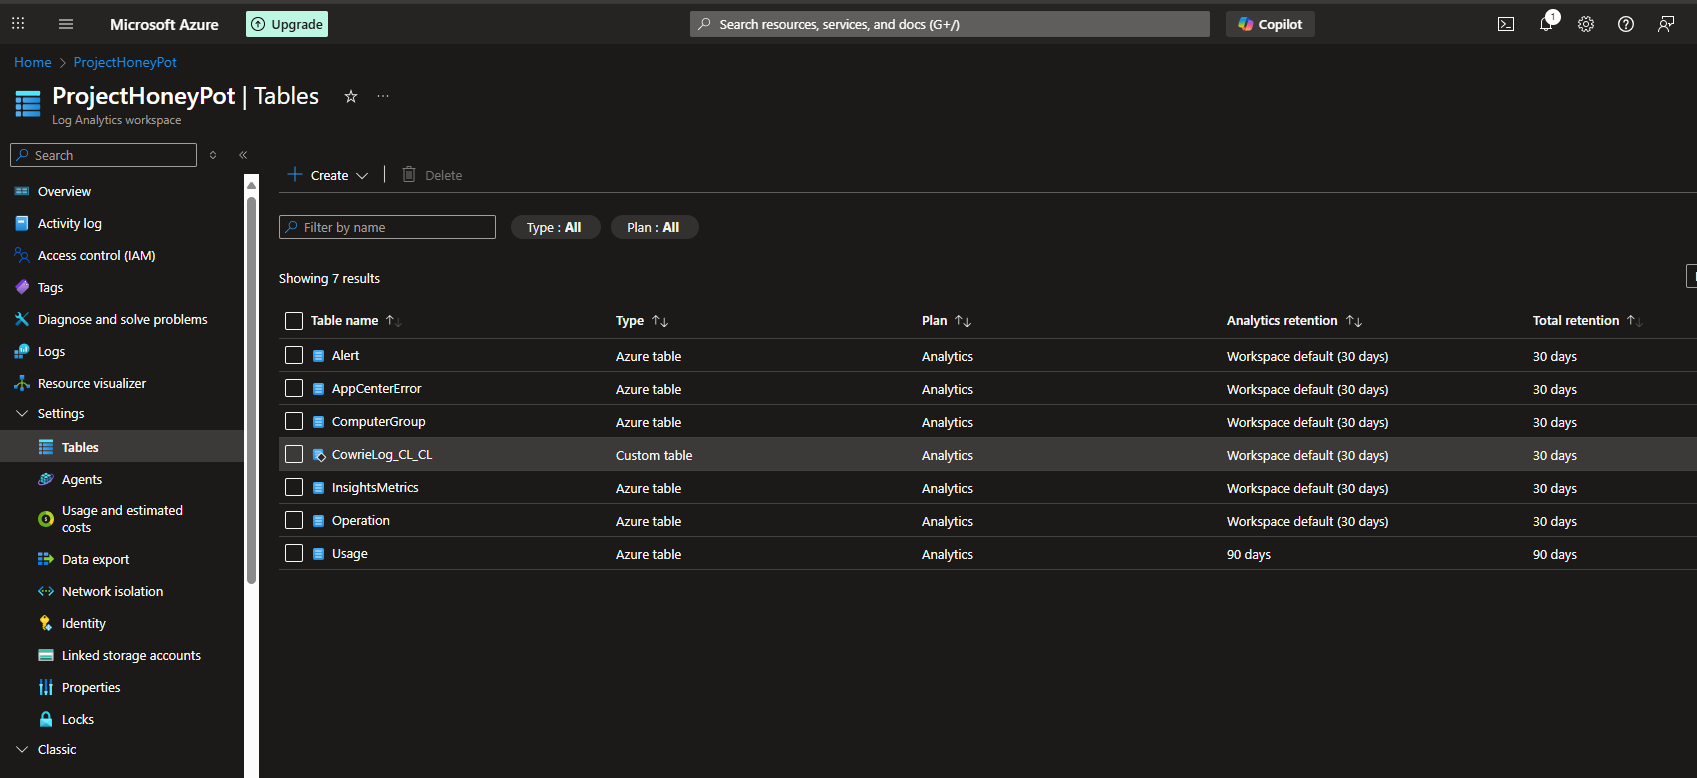 Microsoft Azure
Upgrade
Search resources, services, and docs (G+/)
Copilot
1
Home > ProjectHoneyPot
ProjectHoneyPot | Tables
Log Analytics workspace
Search
Overview
Activity log
Access control (IAM)
Tags
Diagnose and solve problems
Logs
Resource visualizer
Settings
Tables
Agents
Usage and estimated
costs
Data export
Network isolation
Identity
Linked storage accounts
Properties
Locks
Classic
Create
Delete
Filter by name
Type : All
Plan : All
Showing 7 results
Table name Type Plan Analytics retention Total retention
Alert Azure table Analytics Workspace default (30 days) 30 days
AppCenterError Azure table Analytics Workspace default (30 days) 30 days
ComputerGroup Azure table Analytics Workspace default (30 days) 30 days
CowrieLog_CL_CL Custom table Analytics Workspace default (30 days) 30 days
InsightsMetrics Azure table Analytics Workspace default (30 days) 30 days
Operation Azure table Analytics Workspace default (30 days) 30 days
Usage Azure table Analytics 90 days 90 days